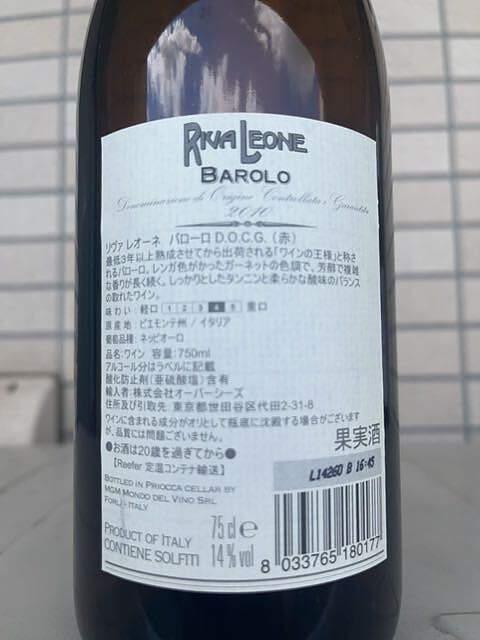 RIVA LEONE
BAROLO
Denominazione di Origine Controllata e Garantita
2010
リヴァ レオーネ バローロ D.O.C.G. (赤)
最低3年以上熟成させてから出荷される「ワインの王様」と称さ
れるバローロ。レンガ色がかったガーネットの色調で、芳醇で複雑
な香りが長く続く。しっかりとしたタンニンと柔らかな酸味のバランス
の取れたワイン。
味わい: 軽口 1 2 3 4 5 重口
原産地: ピエモンテ州 / イタリア
葡萄品種: ネッビオーロ
品名:ワイン 容量:750ml
アルコール分はラベルに記載
酸化防止剤(亜硫酸塩)含有
輸入者:株式会社オーバーシーズ
住所及び引取先:東京都世田谷区代田2-31-8
ワインに含まれる成分がオリとして瓶底に沈殿する場合がございます
が、品質には問題ございません。
●お酒は20歳を過ぎてから●
【Reefer 定温コンテナ輸送】
果実酒
L14260 B 16:45
BOTTLED IN PRIOCCA CELLAR BY
MGM MONDO DEL VINO SRL
FORLÌ - ITALY
PRODUCT OF ITALY
CONTIENE SOLFITI
75 cl e
14 % vol
8 033765 180177